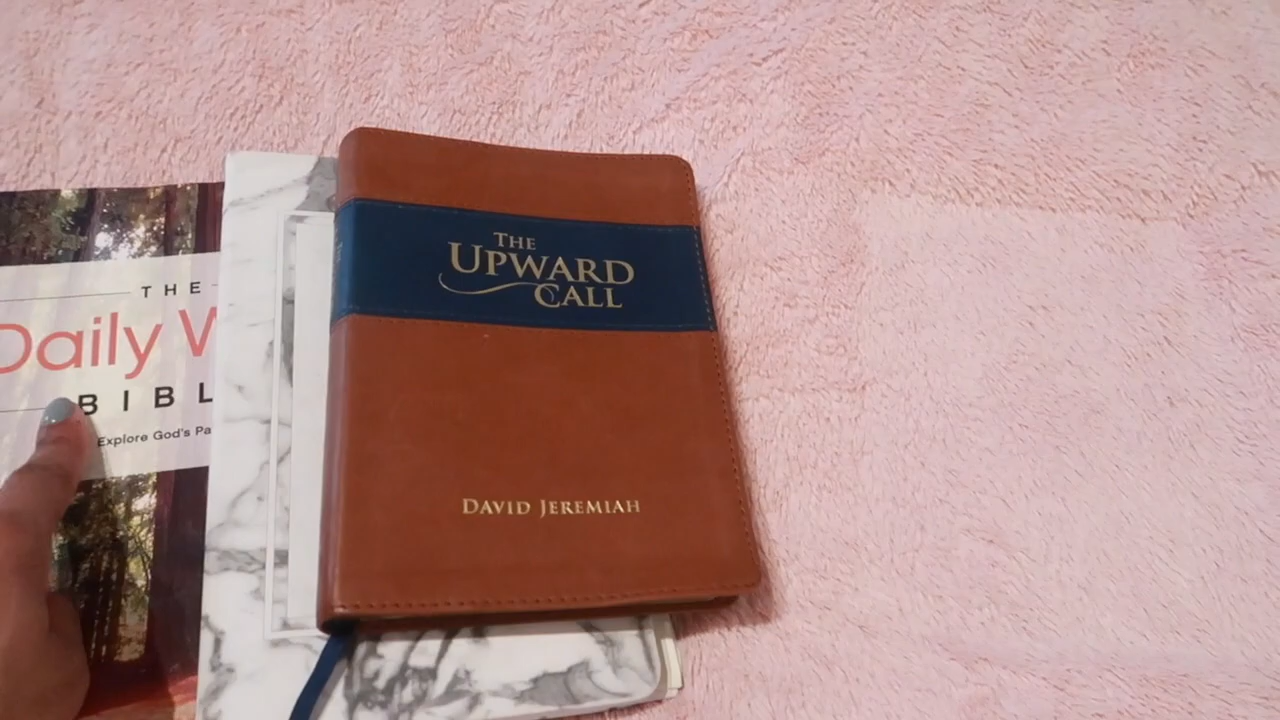 THE
Daily W
BIBL
Explore God's Pa
THE
UPWARD
CALL
DAVID JEREMIAH